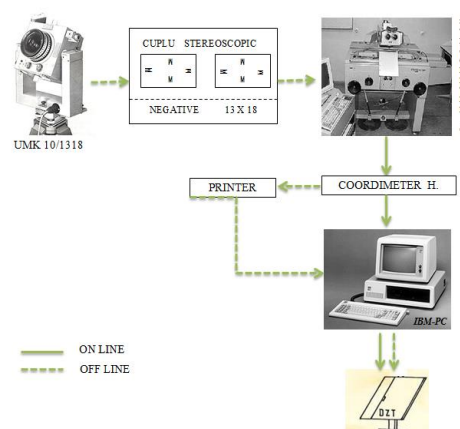 CUPLU STEREOSCOPIC
NEGATIVE 13 X 18
UMK 10/1318
PRINTER
COORDIMETER H.
IBM-PC
ON LINE
OFF LINE
DZT